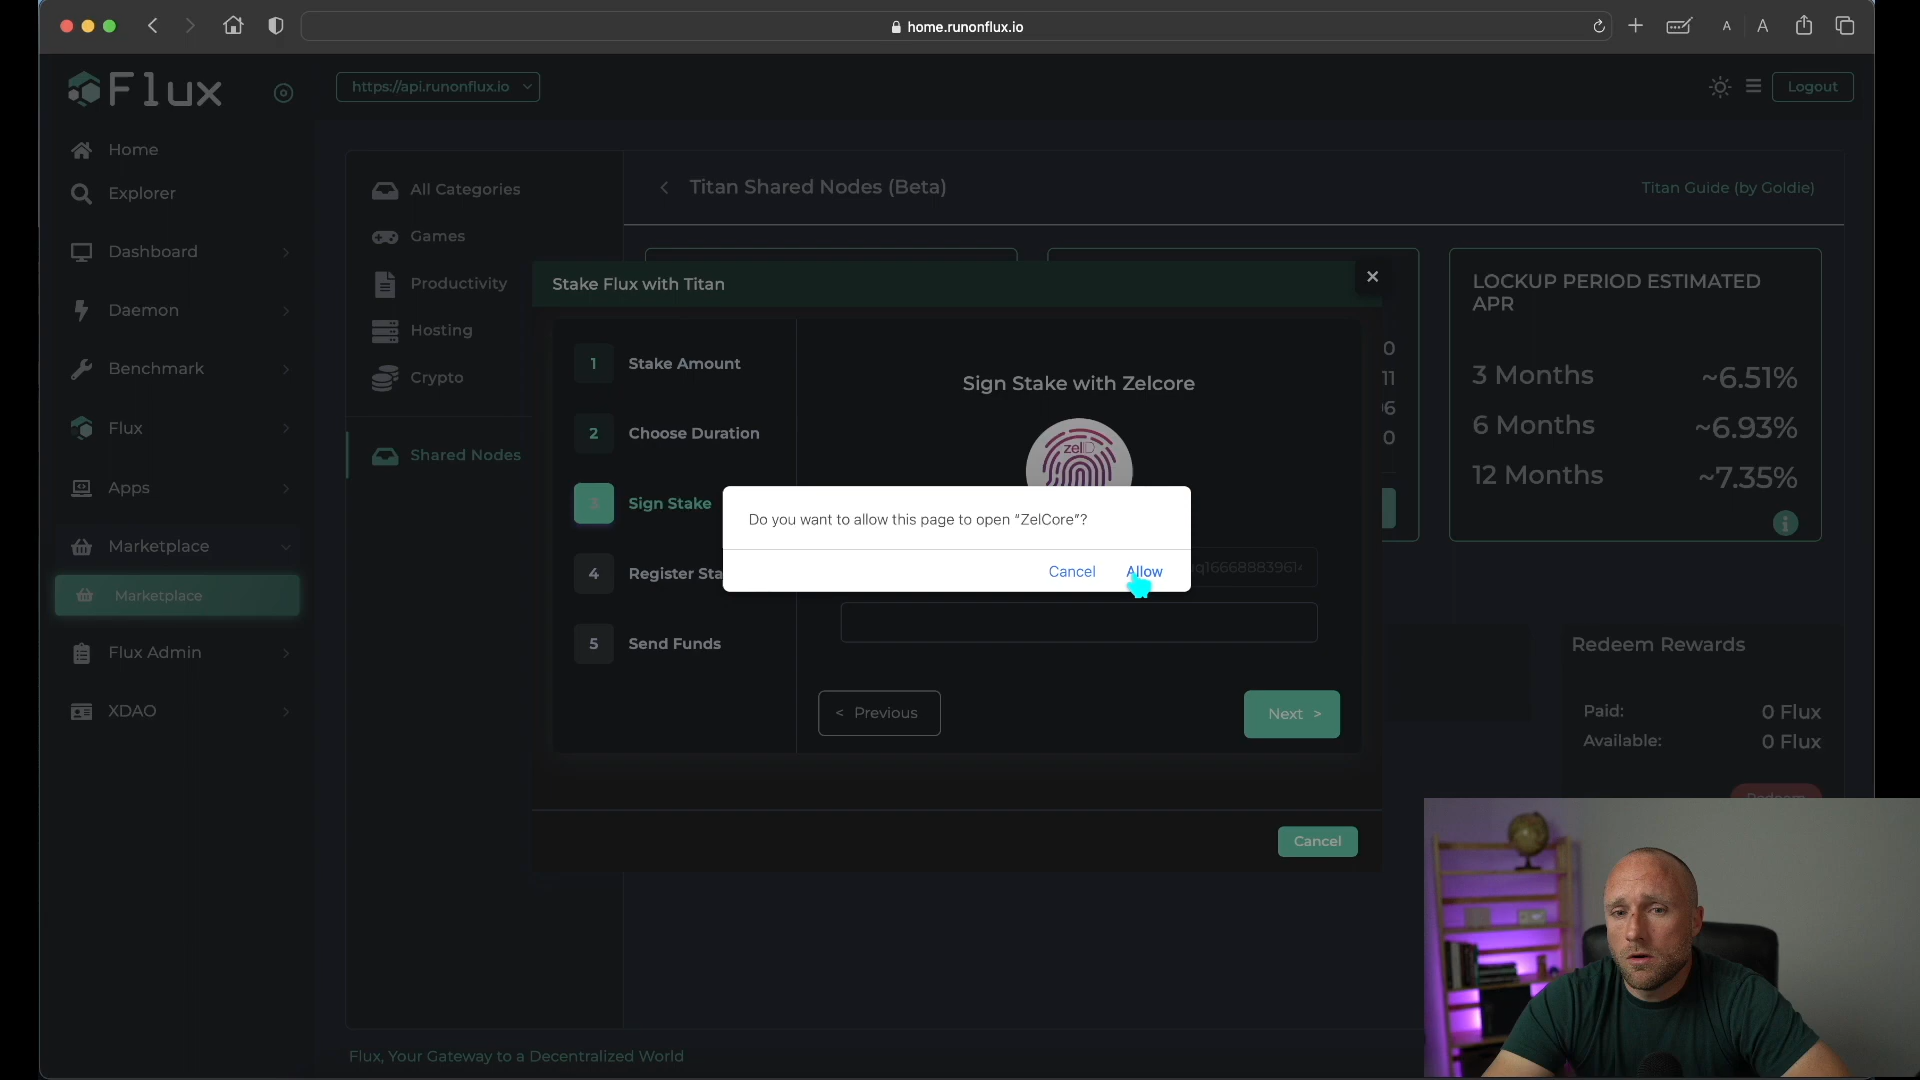 home.runonflux.io
A
A
Flux
https://api.runonflux.io
Logout
Home
Explorer
Dashboard
Daemon
Benchmark
Flux
Apps
Marketplace
Marketplace
Flux Admin
XDAO
All Categories
Games
Productivity
Hosting
Crypto
Shared Nodes
Titan Shared Nodes (Beta)
Titan Guide (by Goldie)
LOCKUP PERIOD ESTIMATED
APR
3 Months ~6.51%
6 Months ~6.93%
12 Months ~7.35%
Stake Flux with Titan
1 Stake Amount
2 Choose Duration
3 Sign Stake
4 Register Sta
5 Send Funds
Sign Stake with Zelcore
zelID
Do you want to allow this page to open “ZelCore”?
Cancel
Allow
< Previous
Next >
Cancel
Redeem Rewards
Paid: 0 Flux
Available: 0 Flux
Redeem
Flux, Your Gateway to a Decentralized World